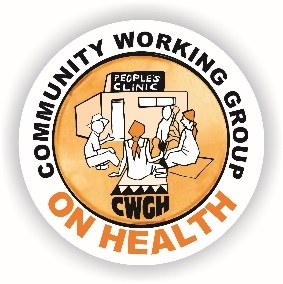 COMMUNITY WORKING GROUP
ON HEALTH
PEOPLE'S
CLINIC
CWGH